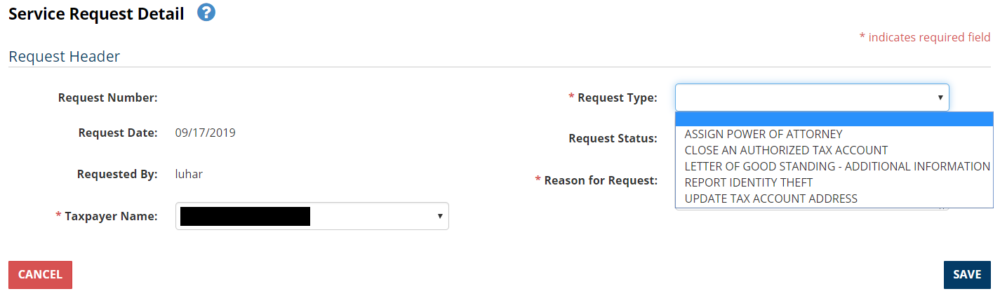 Service Request Detail ?
* indicates required field
Request Header
Request Number:
* Request Type:
Request Date: 09/17/2019
Request Status:
Requested By: luhar
* Reason for Request:
* Taxpayer Name:
ASSIGN POWER OF ATTORNEY
CLOSE AN AUTHORIZED TAX ACCOUNT
LETTER OF GOOD STANDING - ADDITIONAL INFORMATION
REPORT IDENTITY THEFT
UPDATE TAX ACCOUNT ADDRESS
CANCEL
SAVE